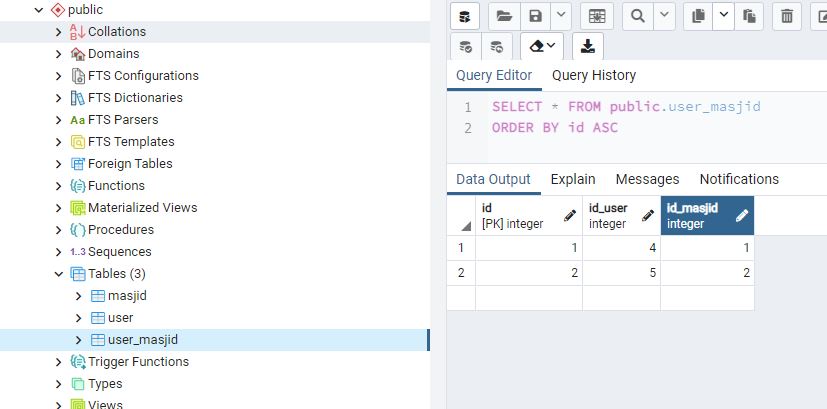 public
Collations
Domains
FTS Configurations
FTS Dictionaries
Aa FTS Parsers
FTS Templates
Foreign Tables
Functions
Materialized Views
Procedures
1..3 Sequences
Tables (3)
masjid
user
user_masjid
Trigger Functions
Types
Views
Query Editor Query History
1 SELECT * FROM public.user_masjid
2 ORDER BY id ASC
Data Output Explain Messages Notifications
id id_user id_masjid
[PK] integer integer integer
1 1 4 1
2 2 5 2